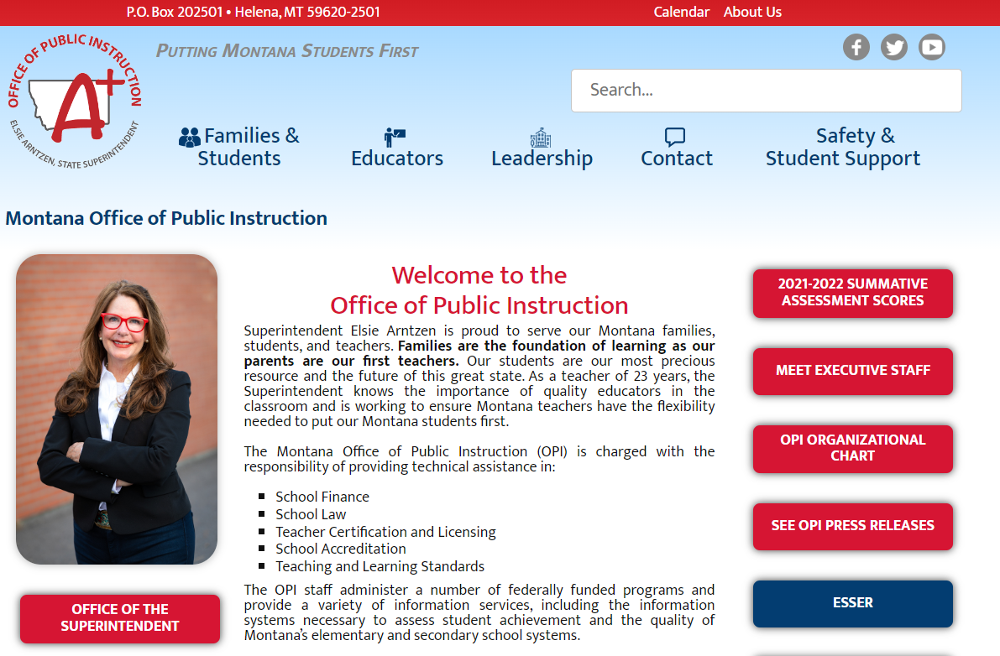 P.O. Box 202501 • Helena, MT 59620-2501
Calendar About Us
OFFICE OF PUBLIC INSTRUCTION
A+
ELSIE ARNTZEN, STATE SUPERINTENDENT
PUTTING MONTANA STUDENTS FIRST
Search...
Families &
Students
Educators
Leadership
Contact
Safety &
Student Support
Montana Office of Public Instruction
Welcome to the
Office of Public Instruction
Superintendent Elsie Arntzen is proud to serve our Montana families,
students, and teachers. Families are the foundation of learning as our
parents are our first teachers. Our students are our most precious
resource and the future of this great state. As a teacher of 23 years, the
Superintendent knows the importance of quality educators in the
classroom and is working to ensure Montana teachers have the flexibility
needed to put our Montana students first.
The Montana Office of Public Instruction (OPI) is charged with the
responsibility of providing technical assistance in:
School Finance
School Law
Teacher Certification and Licensing
School Accreditation
Teaching and Learning Standards
The OPI staff administer a number of federally funded programs and
provide a variety of information services, including the information
systems necessary to assess student achievement and the quality of
Montana's elementary and secondary school systems.
OFFICE OF THE
SUPERINTENDENT
2021-2022 SUMMATIVE
ASSESSMENT SCORES
MEET EXECUTIVE STAFF
OPI ORGANIZATIONAL
CHART
SEE OPI PRESS RELEASES
ESSER